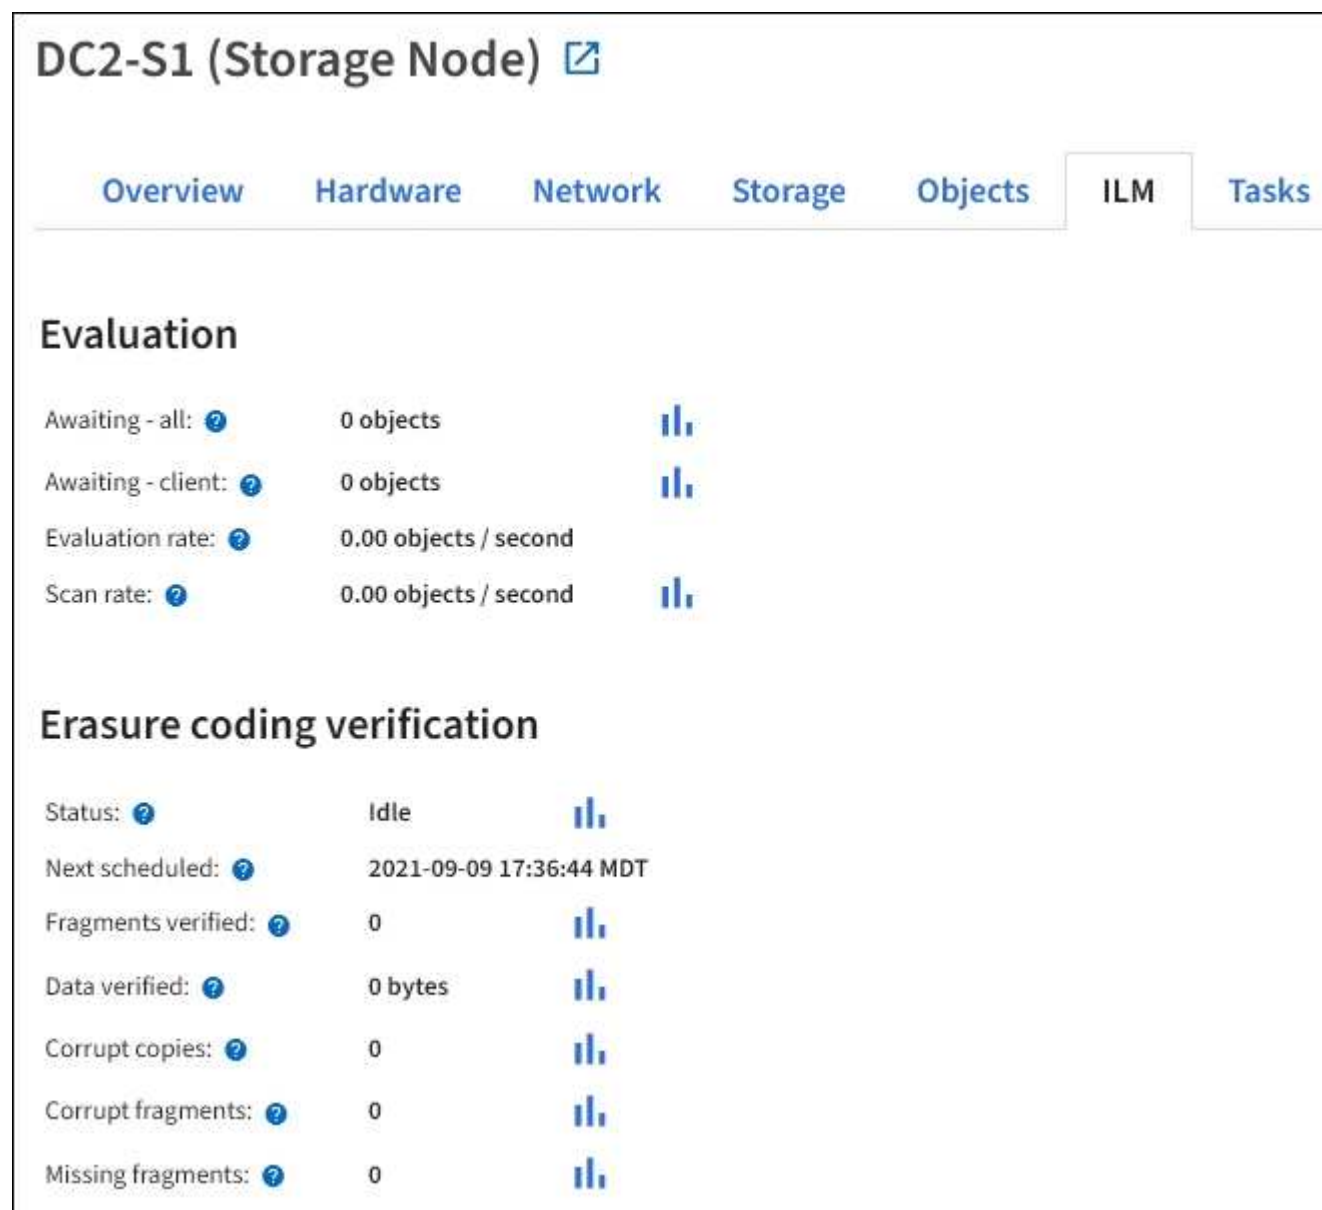 DC2-S1 (Storage Node)
Overview Hardware Network Storage Objects ILM Tasks
Evaluation
Awaiting - all: ? 0 objects
Awaiting - client: ? 0 objects
Evaluation rate: ? 0.00 objects / second
Scan rate: ? 0.00 objects / second
Erasure coding verification
Status: ? Idle
Next scheduled: ? 2021-09-09 17:36:44 MDT
Fragments verified: ? 0
Data verified: ? 0 bytes
Corrupt copies: ? 0
Corrupt fragments: ? 0
Missing fragments: ? 0